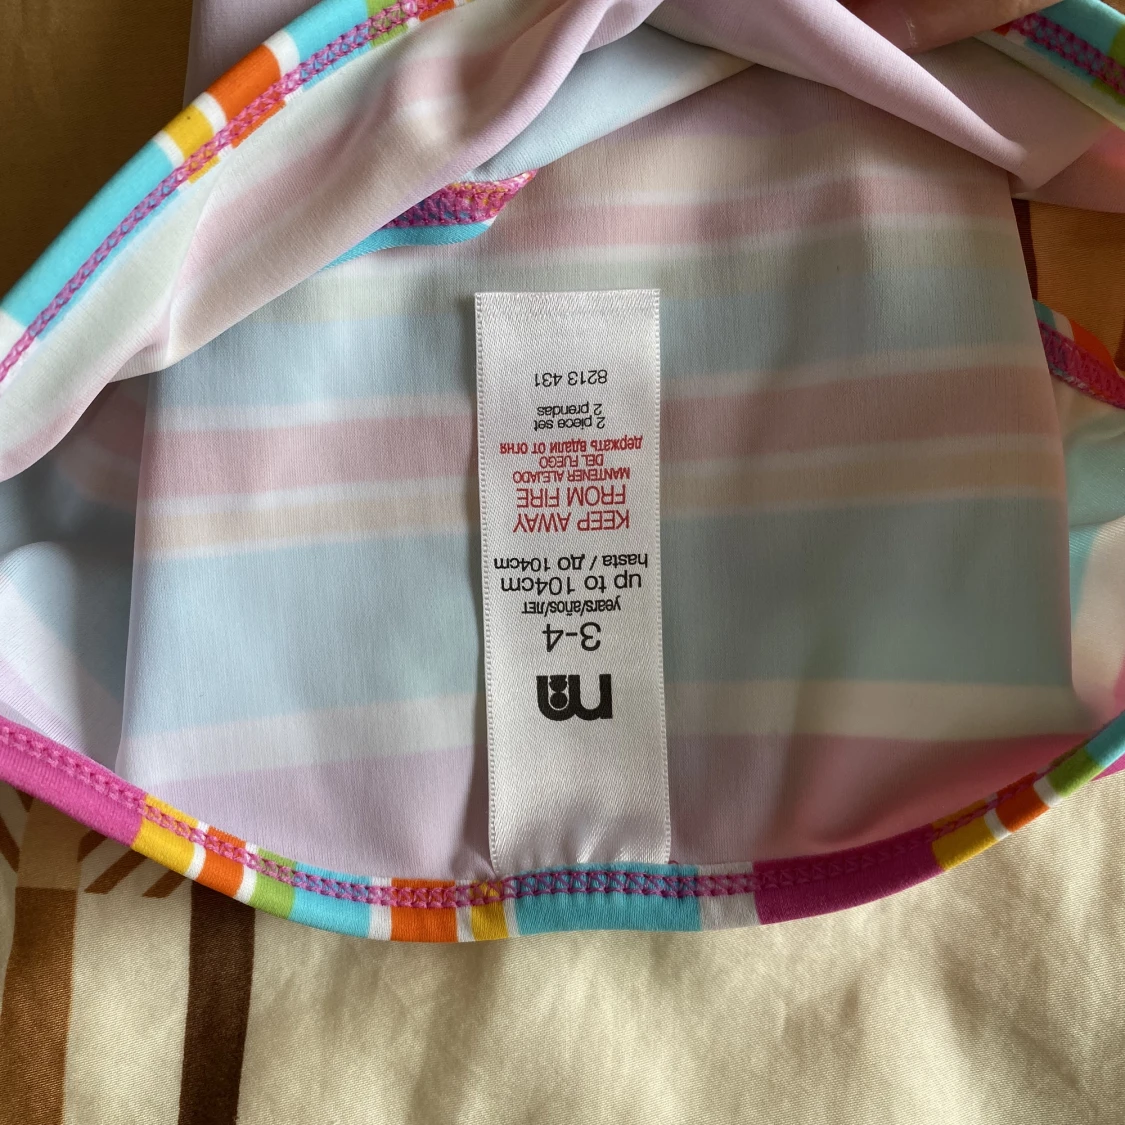 3-4
years/años/ЛЕТ
up to 104cm
hasta / до 104cm
KEEP AWAY
FROM FIRE
MANTENER ALEJADO
DEL FUEGO
держать вдали от огня
2 piece set
2 prendas
8213 431